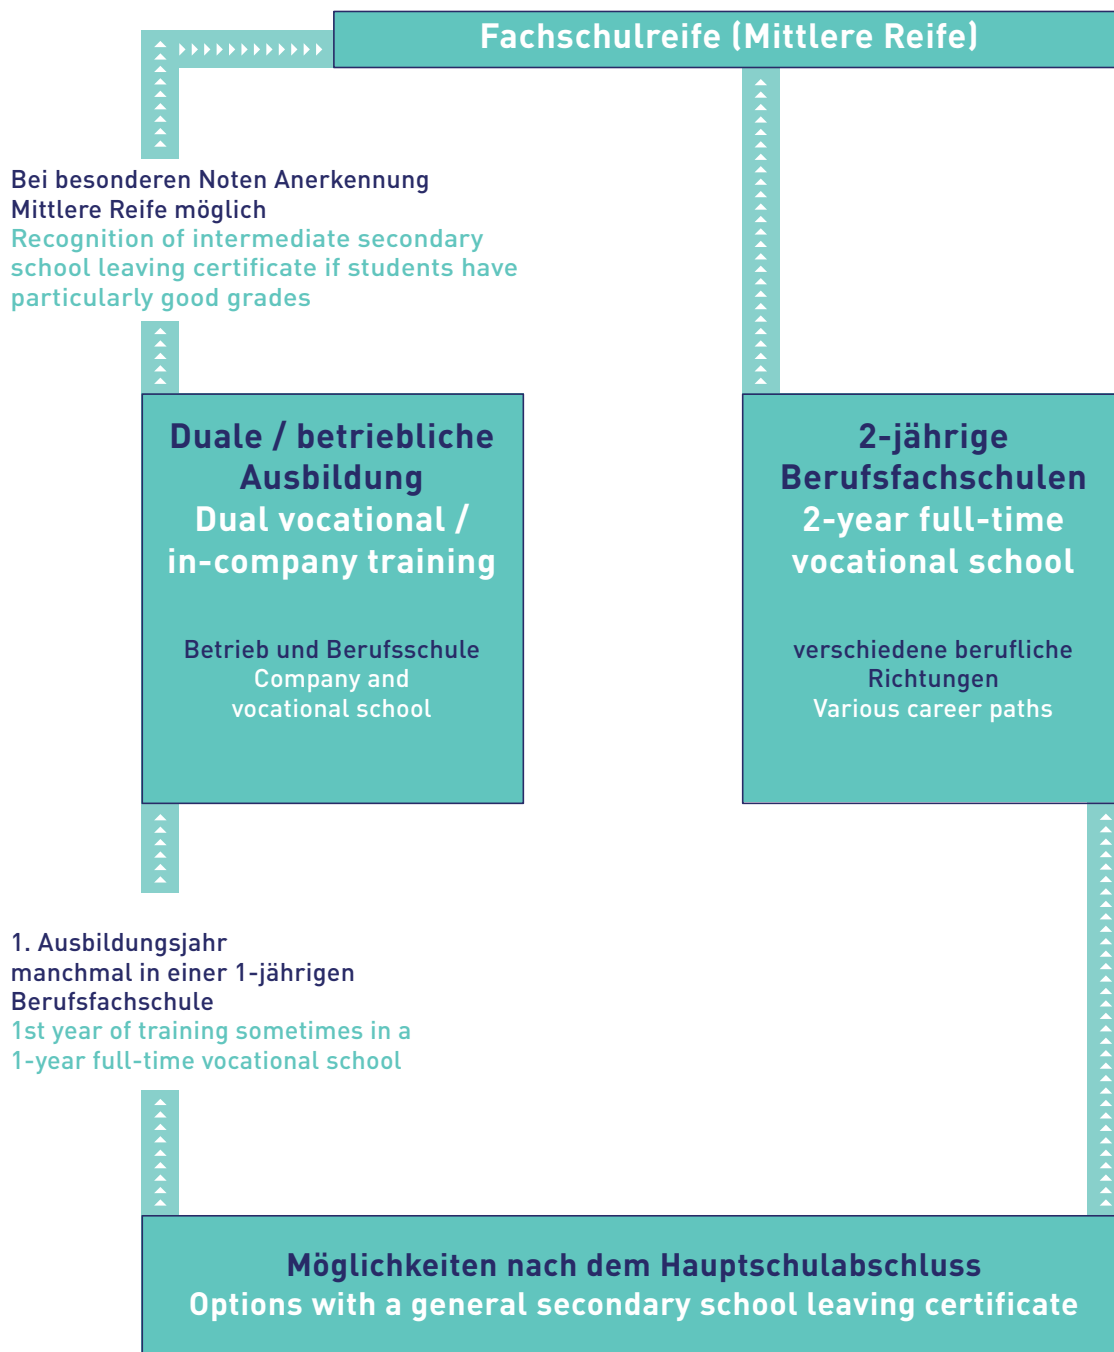 Fachschulreife (Mittlere Reife)
Bei besonderen Noten Anerkennung
Mittlere Reife möglich
Recognition of intermediate secondary
school leaving certificate if students have
particularly good grades
Duale / betriebliche
Ausbildung
Dual vocational /
in-company training
Betrieb und Berufsschule
Company and
vocational school
2-jährige
Berufsfachschulen
2-year full-time
vocational school
verschiedene berufliche
Richtungen
Various career paths
1. Ausbildungsjahr
manchmal in einer 1-jährigen
Berufsfachschule
1st year of training sometimes in a
1-year full-time vocational school
Möglichkeiten nach dem Hauptschulabschluss
Options with a general secondary school leaving certificate